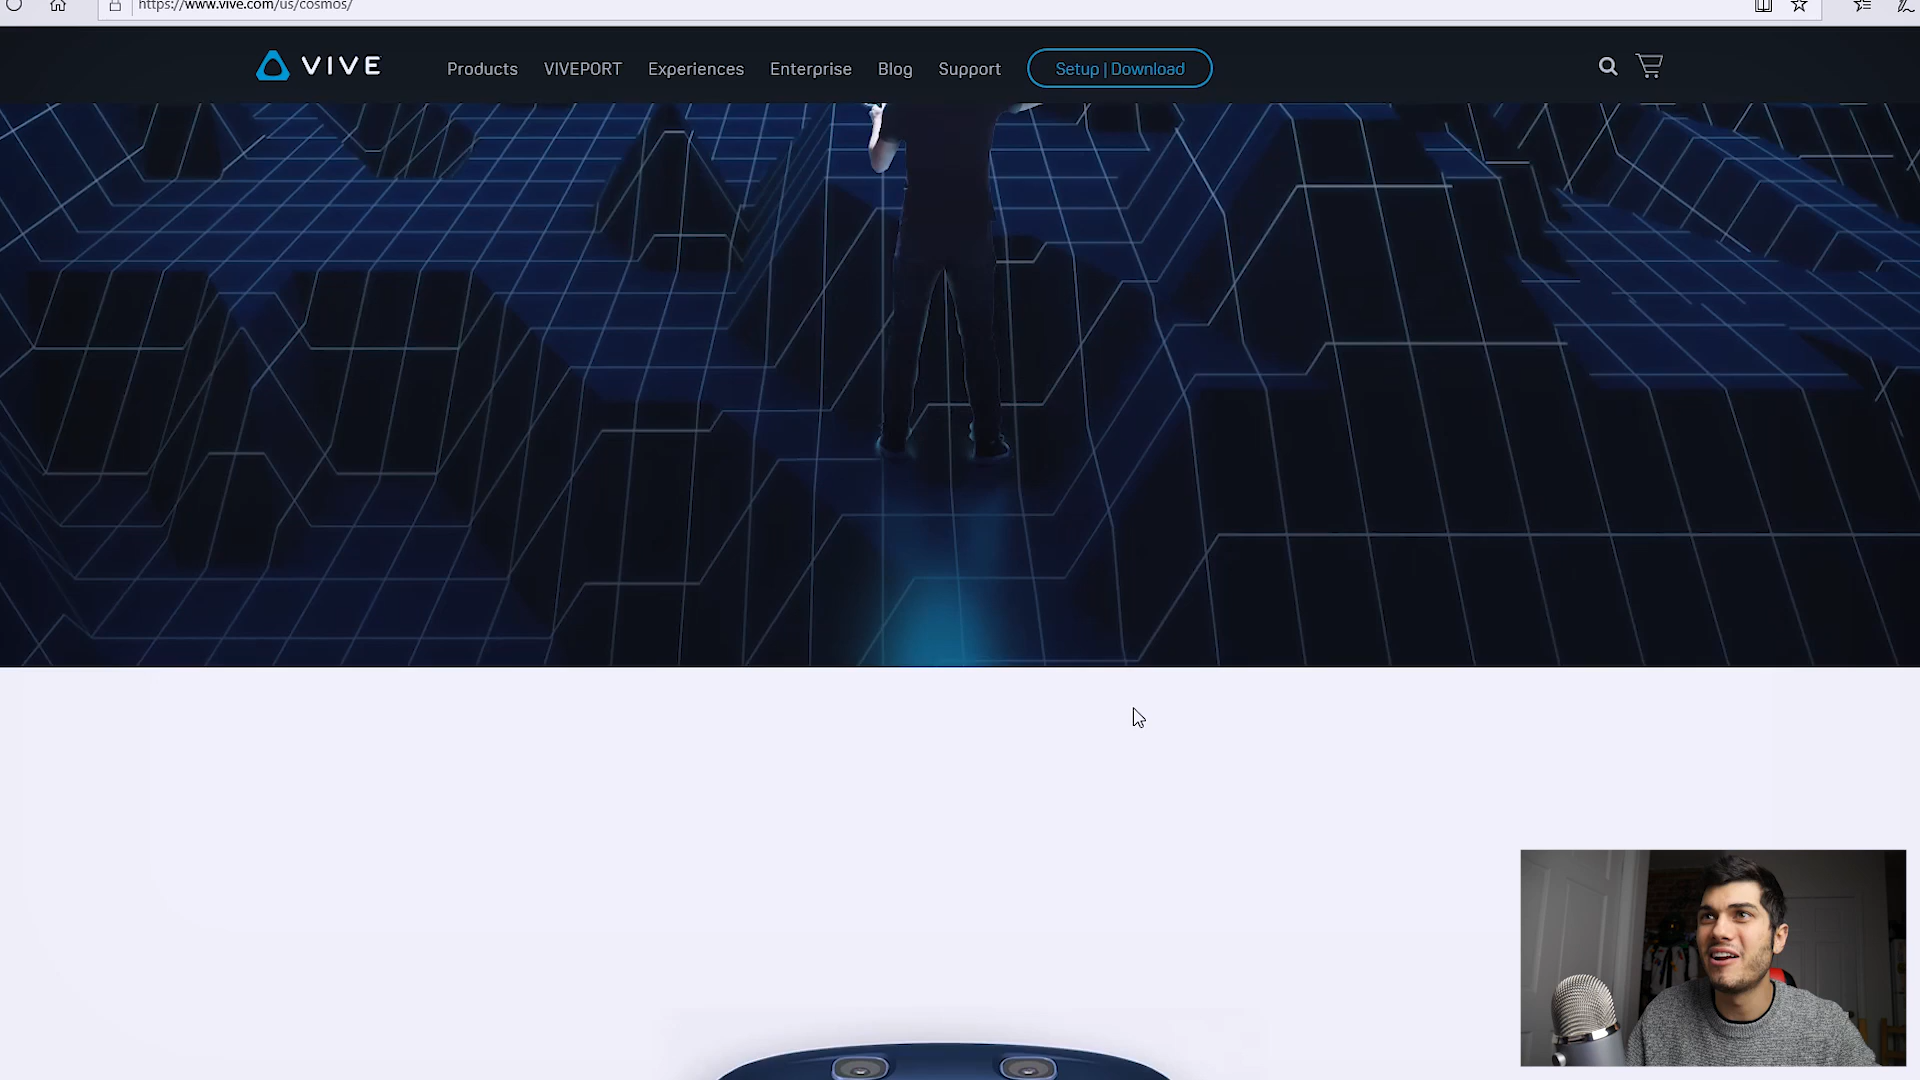 https://www.vive.com/us/cosmos/
VIVE
Products VIVEPORT Experiences Enterprise Blog Support Setup | Download